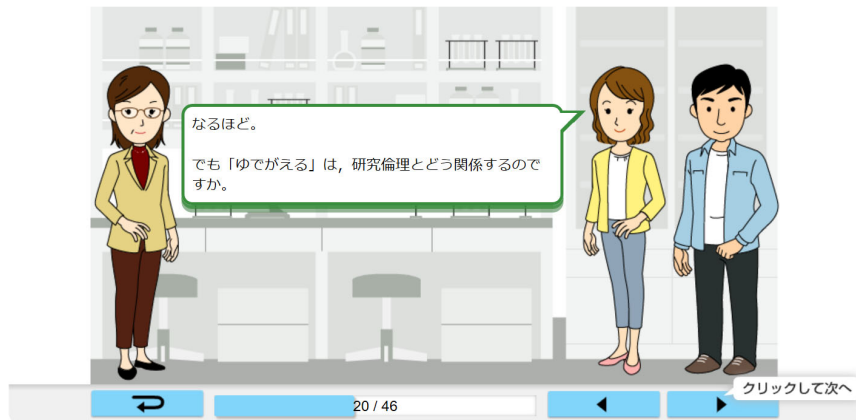 なるほど。
でも「ゆでがえる」は，研究倫理とどう関係するので
すか。
20 / 46
クリックして次へ